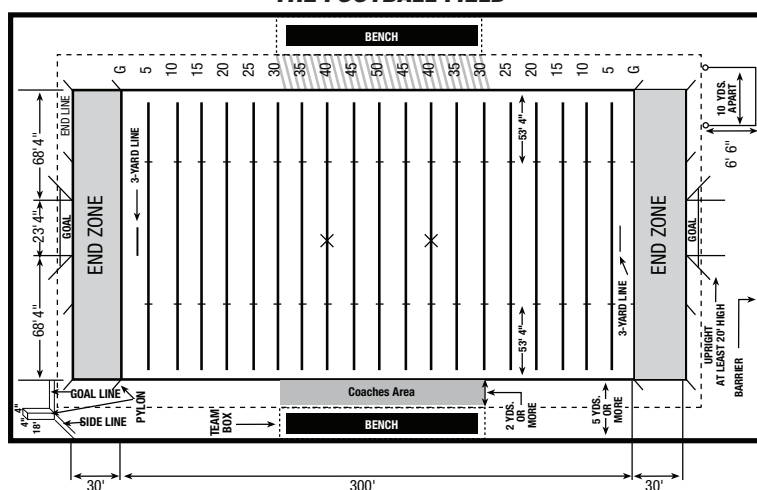 THE FOOTBALL FIELD
BENCH
G 5 10 15 20 25 30 35 40 45 50 45 40 35 30 25 20 15 10 5 G
10 YDS.
APART
6' 6"
END LINE
68' 4"
23' 4"
68' 4"
GOAL
END ZONE
3-YARD LINE
53' 4"
53' 4"
3-YARD LINE
END ZONE
GOAL
UPRIGHT
AT LEAST 20' HIGH
BARRIER
GOAL LINE
PYLON
SIDE LINE
4"
4"
18'
TEAM
BOX
Coaches Area
BENCH
2 YDS.
OR
MORE
5 YDS.
OR
MORE
30'
300'
30'